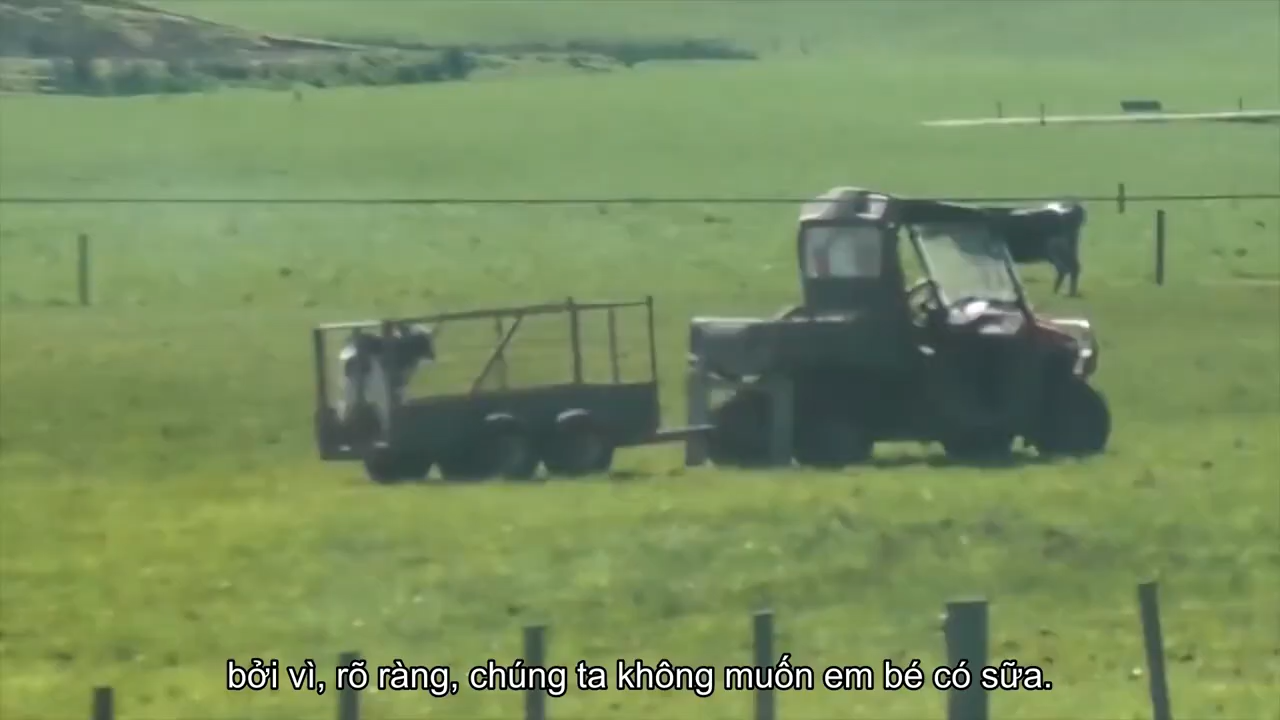 bởi vì, rõ ràng, chúng ta không muốn em bé có sữa.